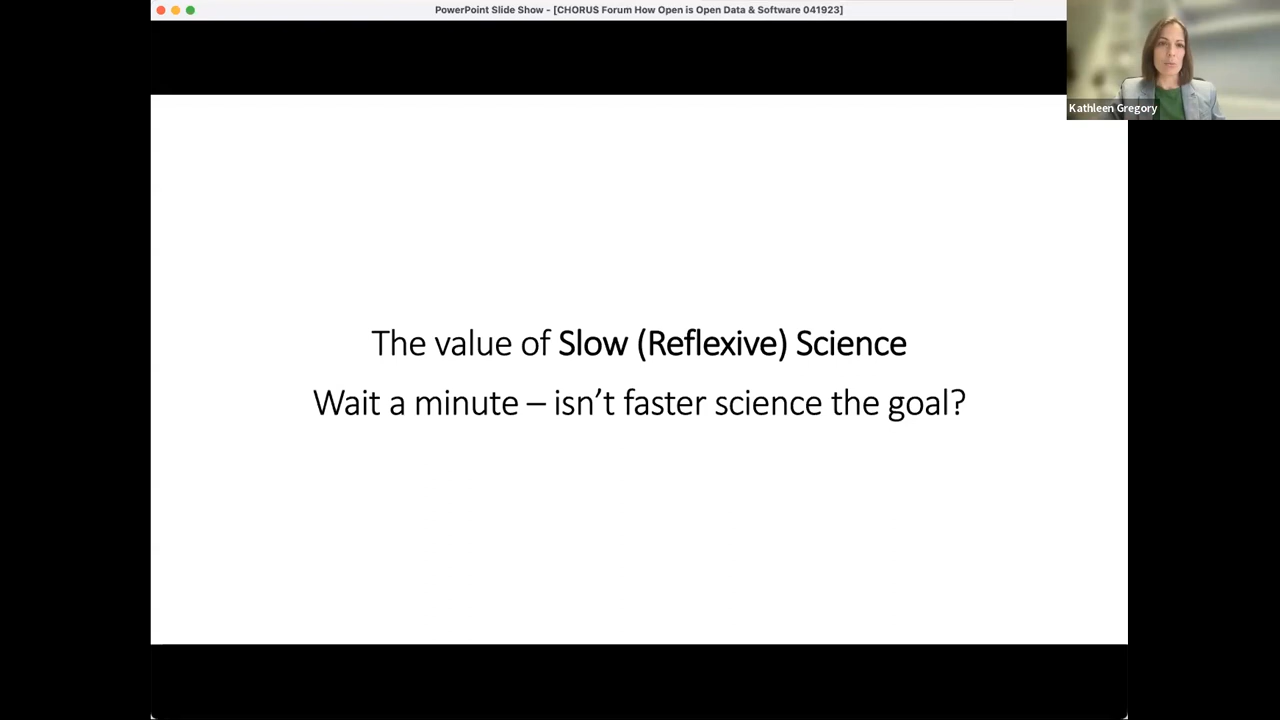 PowerPoint Slide Show - [CHORUS Forum How Open is Open Data & Software 041923]
Kathleen Gregory
The value of Slow (Reflexive) Science
Wait a minute – isn’t faster science the goal?